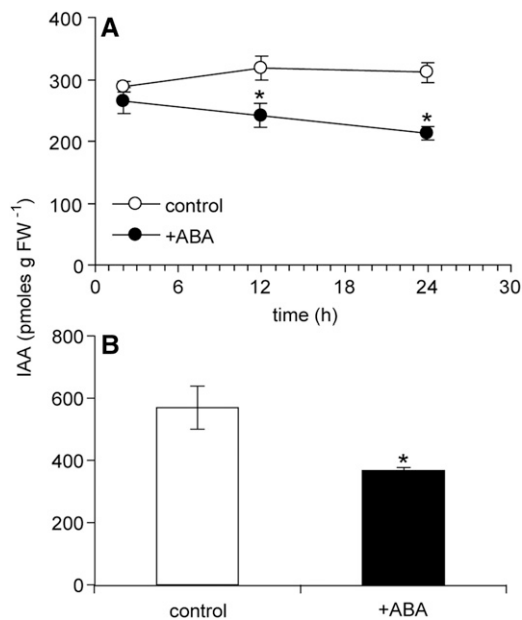 A
400
300
200
100
0
*
*
control
+ABA
0 6 12 18 24 30
time (h)
IAA (pmoles g FW⁻¹)
B
800
600
400
200
0
*
control +ABA